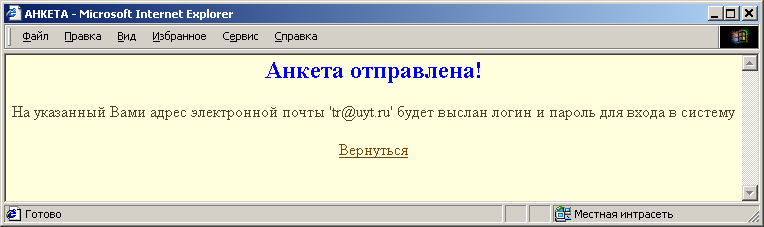 АНКЕТА - Microsoft Internet Explorer
Файл Правка Вид Избранное Сервис Справка
Анкета отправлена!
На указанный Вами адрес электронной почты 'tr@uyt.ru' будет выслан логин и пароль для входа в систему
Вернуться
Готово Местная интрасеть